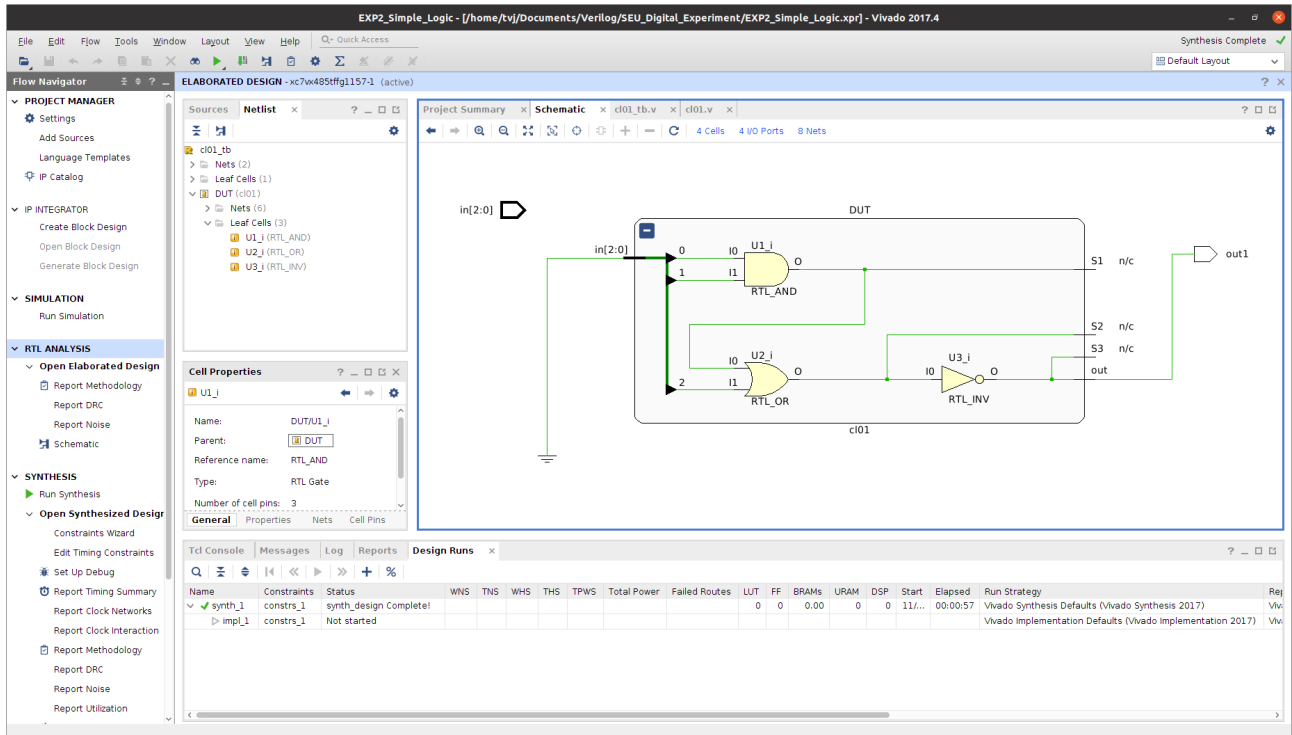 EXP2_Simple_Logic - [/home/tvj/Documents/Verilog/SEU_Digital_Experiment/EXP2_Simple_Logic.xpr] - Vivado 2017.4
File Edit Flow Tools Window Layout View Help Q- Quick Access Synthesis Complete
Default Layout
Flow Navigator ? _
ELABORATED DESIGN - xc7vx485tffg1157-1 (active) ? ×
PROJECT MANAGER
Settings
Add Sources
Language Templates
IP Catalog
IP INTEGRATOR
Create Block Design
Open Block Design
Generate Block Design
SIMULATION
Run Simulation
RTL ANALYSIS
Open Elaborated Design
Report Methodology
Report DRC
Report Noise
Schematic
SYNTHESIS
Run Synthesis
Open Synthesized Desigr
Constraints Wizard
Edit Timing Constraints
Set Up Debug
Report Timing Summary
Report Clock Networks
Report Clock Interaction
Report Methodology
Report DRC
Report Noise
Report Utilization
Sources Netlist × ? _
cl01_tb
Nets (2)
Leaf Cells (1)
DUT (cl01)
Nets (6)
Leaf Cells (3)
U1_i (RTL_AND)
U2_i (RTL_OR)
U3_i (RTL_INV)
Cell Properties ? _ ×
U1_i
Name: DUT/U1_i
Parent: DUT
Reference name: RTL_AND
Type: RTL Gate
Number of cell pins: 3
General Properties Nets Cell Pins
Project Summary × Schematic × cl01_tb.v × cl01.v × ?
4 Cells 4 I/O Ports 8 Nets
in[2:0]
DUT
in[2:0]
0 I0 U1_i O
1 I1
RTL_AND
S1 n/c
out1
S2 n/c
S3 n/c
out
I0 U2_i O
2 I1
RTL_OR
U3_i
I0 O
RTL_INV
cl01
Tcl Console Messages Log Reports Design Runs × ? _
Name Constraints Status WNS TNS WHS THS TPWS Total Power Failed Routes LUT FF BRAMs URAM DSP Start Elapsed Run Strategy Rep
synth_1 constrs_1 synth_design Complete! 0 0 0.00 0 0 11/... 00:00:57 Vivado Synthesis Defaults (Vivado Synthesis 2017) Viv
impl_1 constrs_1 Not started Vivado Implementation Defaults (Vivado Implementation 2017) Viv